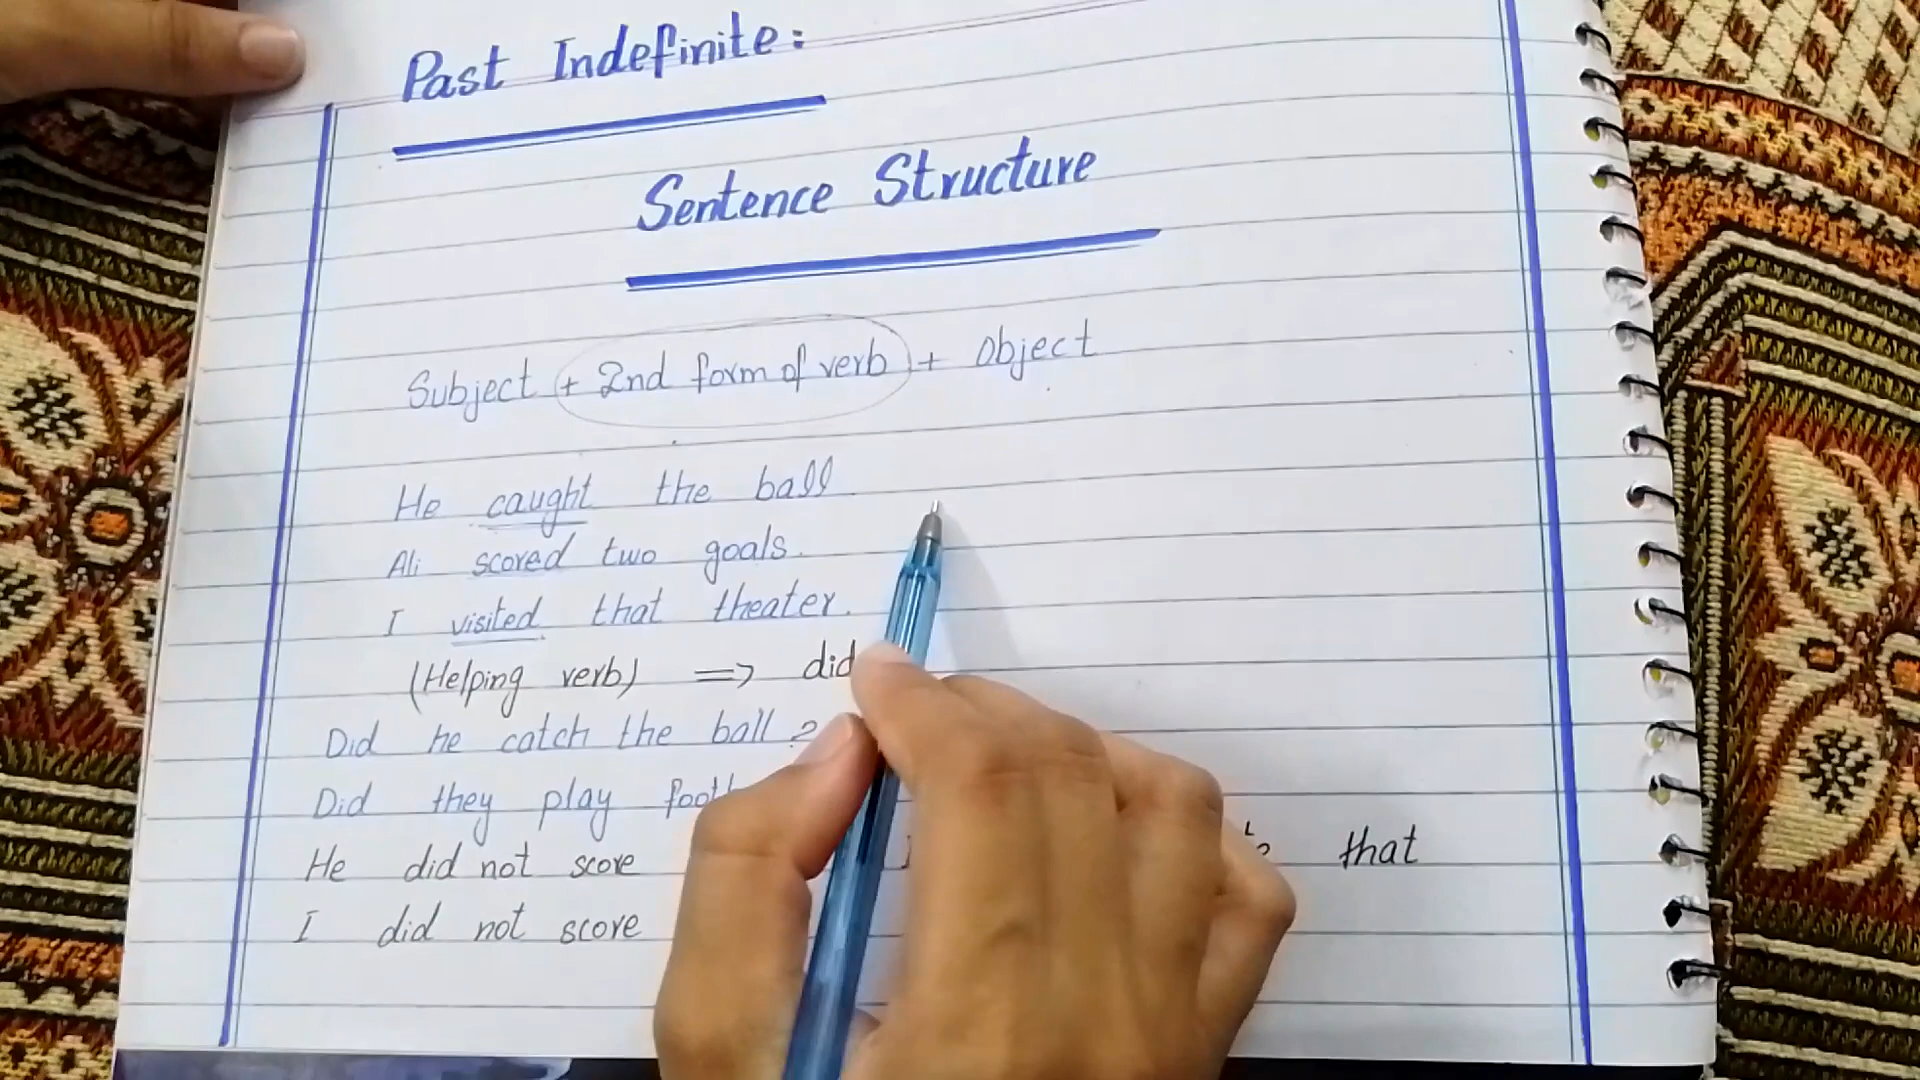 Past Indefinite:
Sentence Structure
Subject + 2nd form of verb + Object
He caught the ball.
Ali scored two goals.
I visited that theater.
(Helping verb) => did
Did he catch the ball?
Did they play
He did not score that
I did not score